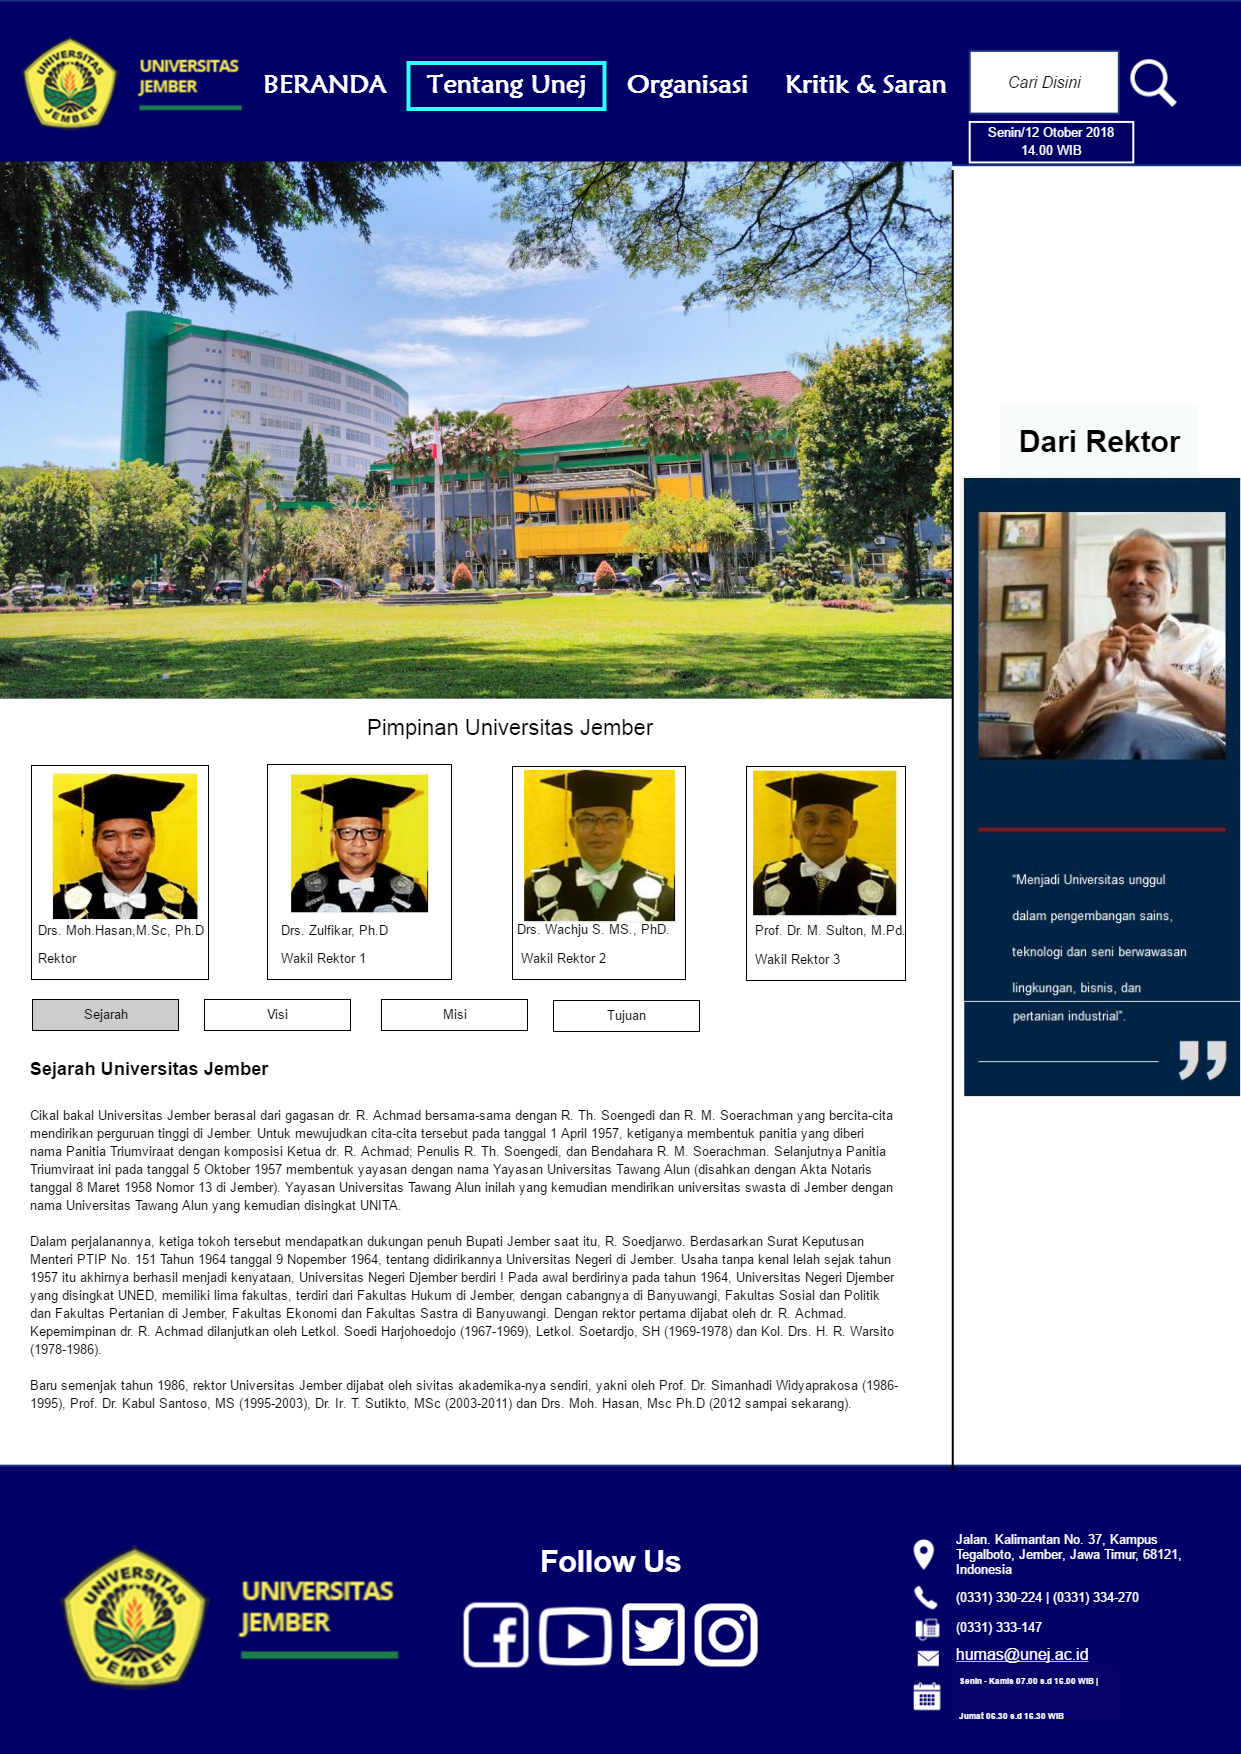 UNIVERSITAS
JEMBER
UNIVERSITAS
JEMBER
BERANDA
Tentang Unej
Organisasi
Kritik & Saran
Cari Disini
Senin/12 Otober 2018
14.00 WIB
Dari Rektor
“Menjadi Universitas unggul
dalam pengembangan sains,
teknologi dan seni berwawasan
lingkungan, bisnis, dan
pertanian industrial”.
Pimpinan Universitas Jember
Drs. Moh.Hasan,M.Sc, Ph.D
Rektor
Drs. Zulfikar, Ph.D
Wakil Rektor 1
Drs. Wachju S. MS., PhD.
Wakil Rektor 2
Prof. Dr. M. Sulton, M.Pd.
Wakil Rektor 3
Sejarah
Visi
Misi
Tujuan
Sejarah Universitas Jember
Cikal bakal Universitas Jember berasal dari gagasan dr. R. Achmad bersama-sama dengan R. Th. Soengedi dan R. M. Soerachman yang bercita-cita
mendirikan perguruan tinggi di Jember. Untuk mewujudkan cita-cita tersebut pada tanggal 1 April 1957, ketiganya membentuk panitia yang diberi
nama Panitia Triumviraat dengan komposisi Ketua dr. R. Achmad; Penulis R. Th. Soengedi, dan Bendahara R. M. Soerachman. Selanjutnya Panitia
Triumviraat ini pada tanggal 5 Oktober 1957 membentuk yayasan dengan nama Yayasan Universitas Tawang Alun (disahkan dengan Akta Notaris
tanggal 8 Maret 1958 Nomor 13 di Jember). Yayasan Universitas Tawang Alun inilah yang kemudian mendirikan universitas swasta di Jember dengan
nama Universitas Tawang Alun yang kemudian disingkat UNITA.
Dalam perjalanannya, ketiga tokoh tersebut mendapatkan dukungan penuh Bupati Jember saat itu, R. Soedjarwo. Berdasarkan Surat Keputusan
Menteri PTIP No. 151 Tahun 1964 tanggal 9 Nopember 1964, tentang didirikannya Universitas Negeri di Jember. Usaha tanpa kenal lelah sejak tahun
1957 itu akhirnya berhasil menjadi kenyataan, Universitas Negeri Djember berdiri ! Pada awal berdirinya pada tahun 1964, Universitas Negeri Djember
yang disingkat UNED, memiliki lima fakultas, terdiri dari Fakultas Hukum di Jember, dengan cabangnya di Banyuwangi, Fakultas Sosial dan Politik
dan Fakultas Pertanian di Jember, Fakultas Ekonomi dan Fakultas Sastra di Banyuwangi. Dengan rektor pertama dijabat oleh dr. R. Achmad.
Kepemimpinan dr. R. Achmad dilanjutkan oleh Letkol. Soedi Harjohoedojo (1967-1969), Letkol. Soetardjo, SH (1969-1978) dan Kol. Drs. H. R. Warsito
(1978-1986).
Baru semenjak tahun 1986, rektor Universitas Jember dijabat oleh sivitas akademika-nya sendiri, yakni oleh Prof. Dr. Simanhadi Widyaprakosa (1986-
1995), Prof. Dr. Kabul Santoso, MS (1995-2003), Dr. Ir. T. Sutikto, MSc (2003-2011) dan Drs. Moh. Hasan, Msc Ph.D (2012 sampai sekarang).
UNIVERSITAS
JEMBER
UNIVERSITAS
JEMBER
Follow Us
Jalan. Kalimantan No. 37, Kampus
Tegalboto, Jember, Jawa Timur, 68121,
Indonesia
(0331) 330-224 | (0331) 334-270
(0331) 333-147
humas@unej.ac.id
Senin - Kamis 07.00 s.d 16.00 WIB |
Jumat 06.30 s.d 16.30 WIB